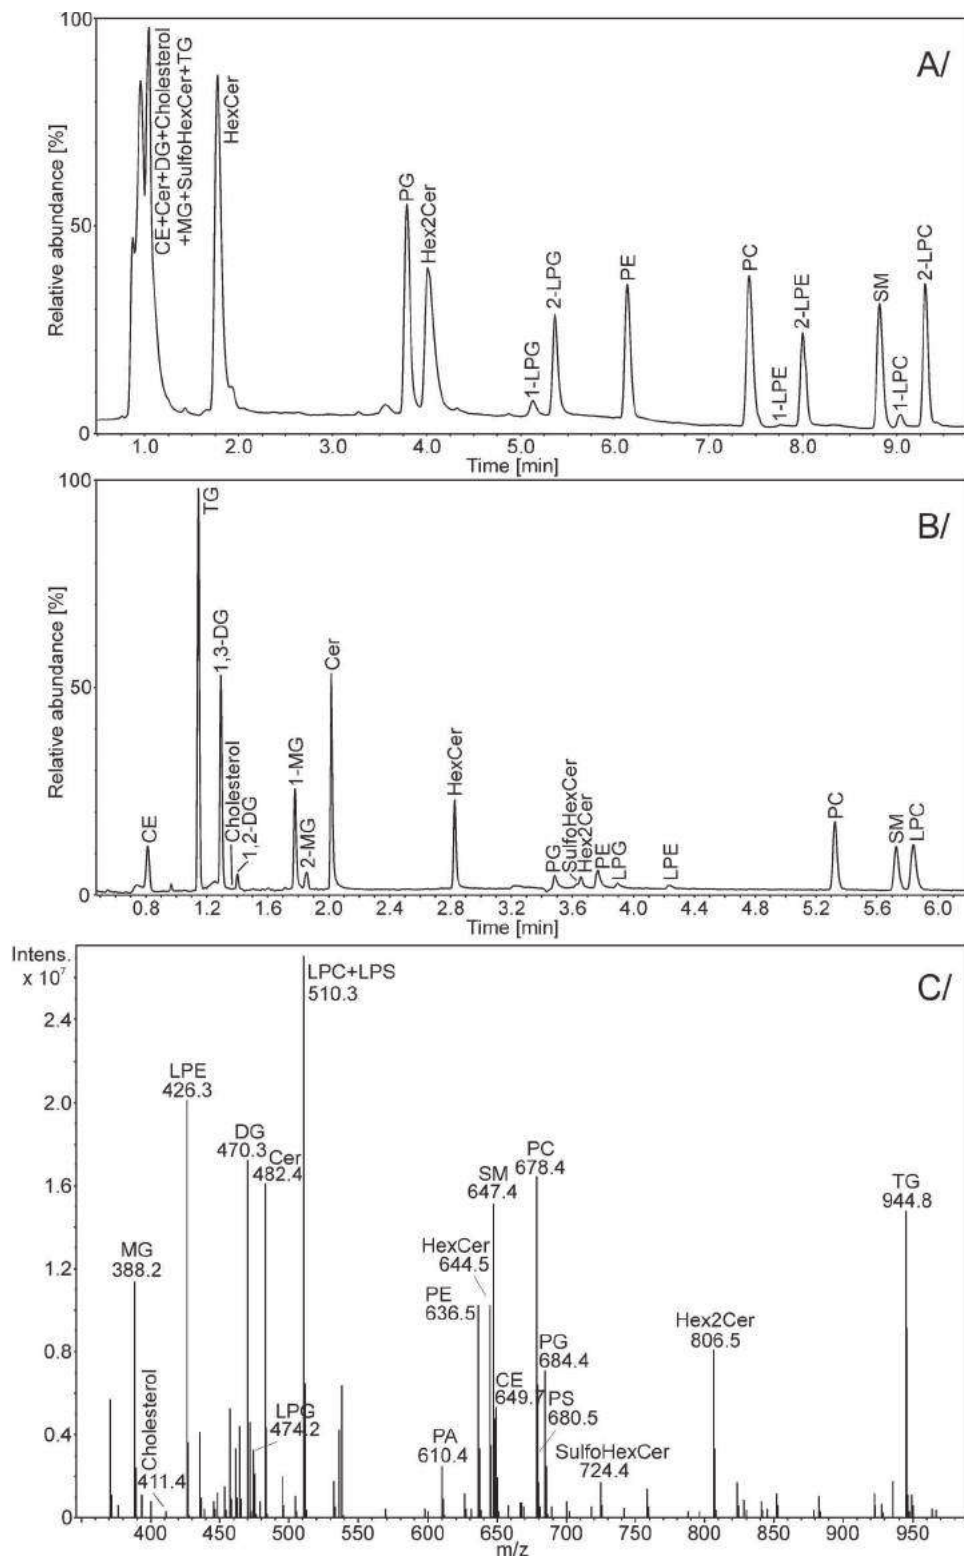 100
A/
CE+Cer+DG+Cholesterol
+MG+SulfoHexCer+TG
HexCer
PG
Hex2Cer
1-LPG
2-LPG
PE
PC
1-LPE
2-LPE
SM
1-LPC
2-LPC
Relative abundance [%]
50
0
1.0 2.0 3.0 4.0 5.0 6.0 7.0 8.0 9.0
Time [min]
100
B/
TG
1,3-DG
Cholesterol
1,2-DG
CE
1-MG
2-MG
Cer
HexCer
PG
SulfoHexCer
Hex2Cer
PE
LPG
LPE
PC
SM
LPC
Relative abundance [%]
50
0
0.8 1.2 1.6 2.0 2.4 2.8 3.2 3.6 4.0 4.4 4.8 5.2 5.6 6.0
Time [min]
Intens.
x 10⁷
C/
LPC+LPS
510.3
2.4
LPE
426.3
2.0
DG
470.3
Cer
482.4
PC
678.4
SM
647.4
TG
944.8
1.6
HexCer
644.5
MG
388.2
1.2
PE
636.5
Hex2Cer
806.5
PG
684.4
0.8
CE
649.7
PS
680.5
Cholesterol
411.4
LPG
474.2
PA
610.4
SulfoHexCer
724.4
0.4
0.0
400 450 500 550 600 650 700 750 800 850 900 950
m/z